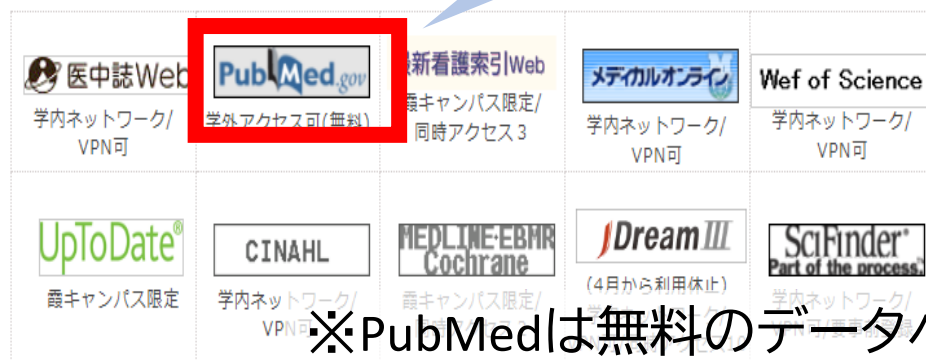 医中誌Web
学内ネットワーク/
VPN可
PubMed.gov
学外アクセス可(無料)
新看護索引Web
霞キャンパス限定/
同時アクセス3
メディカルオンライン
学内ネットワーク/
VPN可
Wef of Science
学内ネットワーク/
VPN可
UpToDate®
霞キャンパス限定
CINAHL
学内ネットワーク/
VPN可
MEDLINE・EBMR
Cochrane
霞キャンパス限定/
JDreamⅢ
(4月から利用休止)
SciFinder®
Part of the process.
学内ネットワーク/
※PubMedは無料のデータ